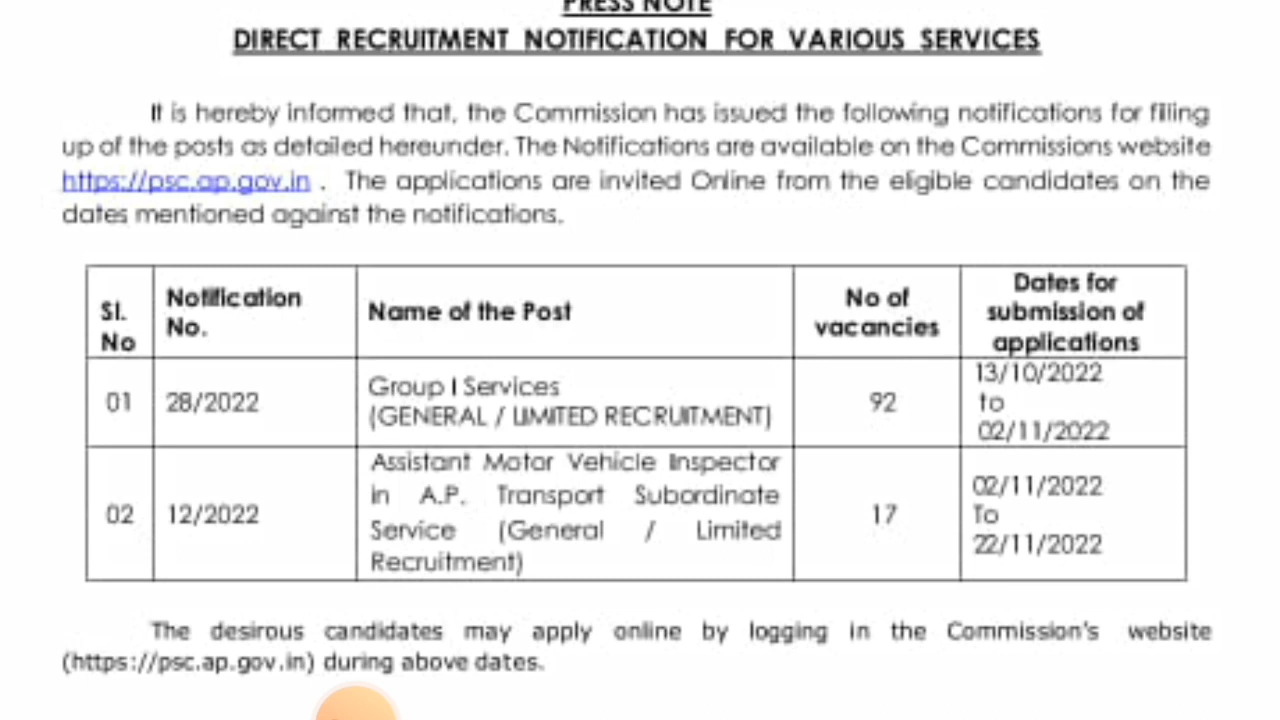 PRESS NOTE
DIRECT RECRUITMENT NOTIFICATION FOR VARIOUS SERVICES
It is hereby informed that, the Commission has issued the following notifications for filing
up of the posts as detailed hereunder. The Notifications are available on the Commissions website
https://psc.ap.gov.in . The applications are invited Online from the eligible candidates on the
dates mentioned against the notifications.
Sl. No
Notification No.
Name of the Post
No of vacancies
Dates for submission of applications
01
28/2022
Group I Services
(GENERAL / LIMITED RECRUITMENT)
92
13/10/2022
to
02/11/2022
02
12/2022
Assistant Motor Vehicle Inspector
in A.P. Transport Subordinate
Service (General / Limited
Recruitment)
17
02/11/2022
To
22/11/2022
The desirous candidates may apply online by logging in the Commission's website
(https://psc.ap.gov.in) during above dates.